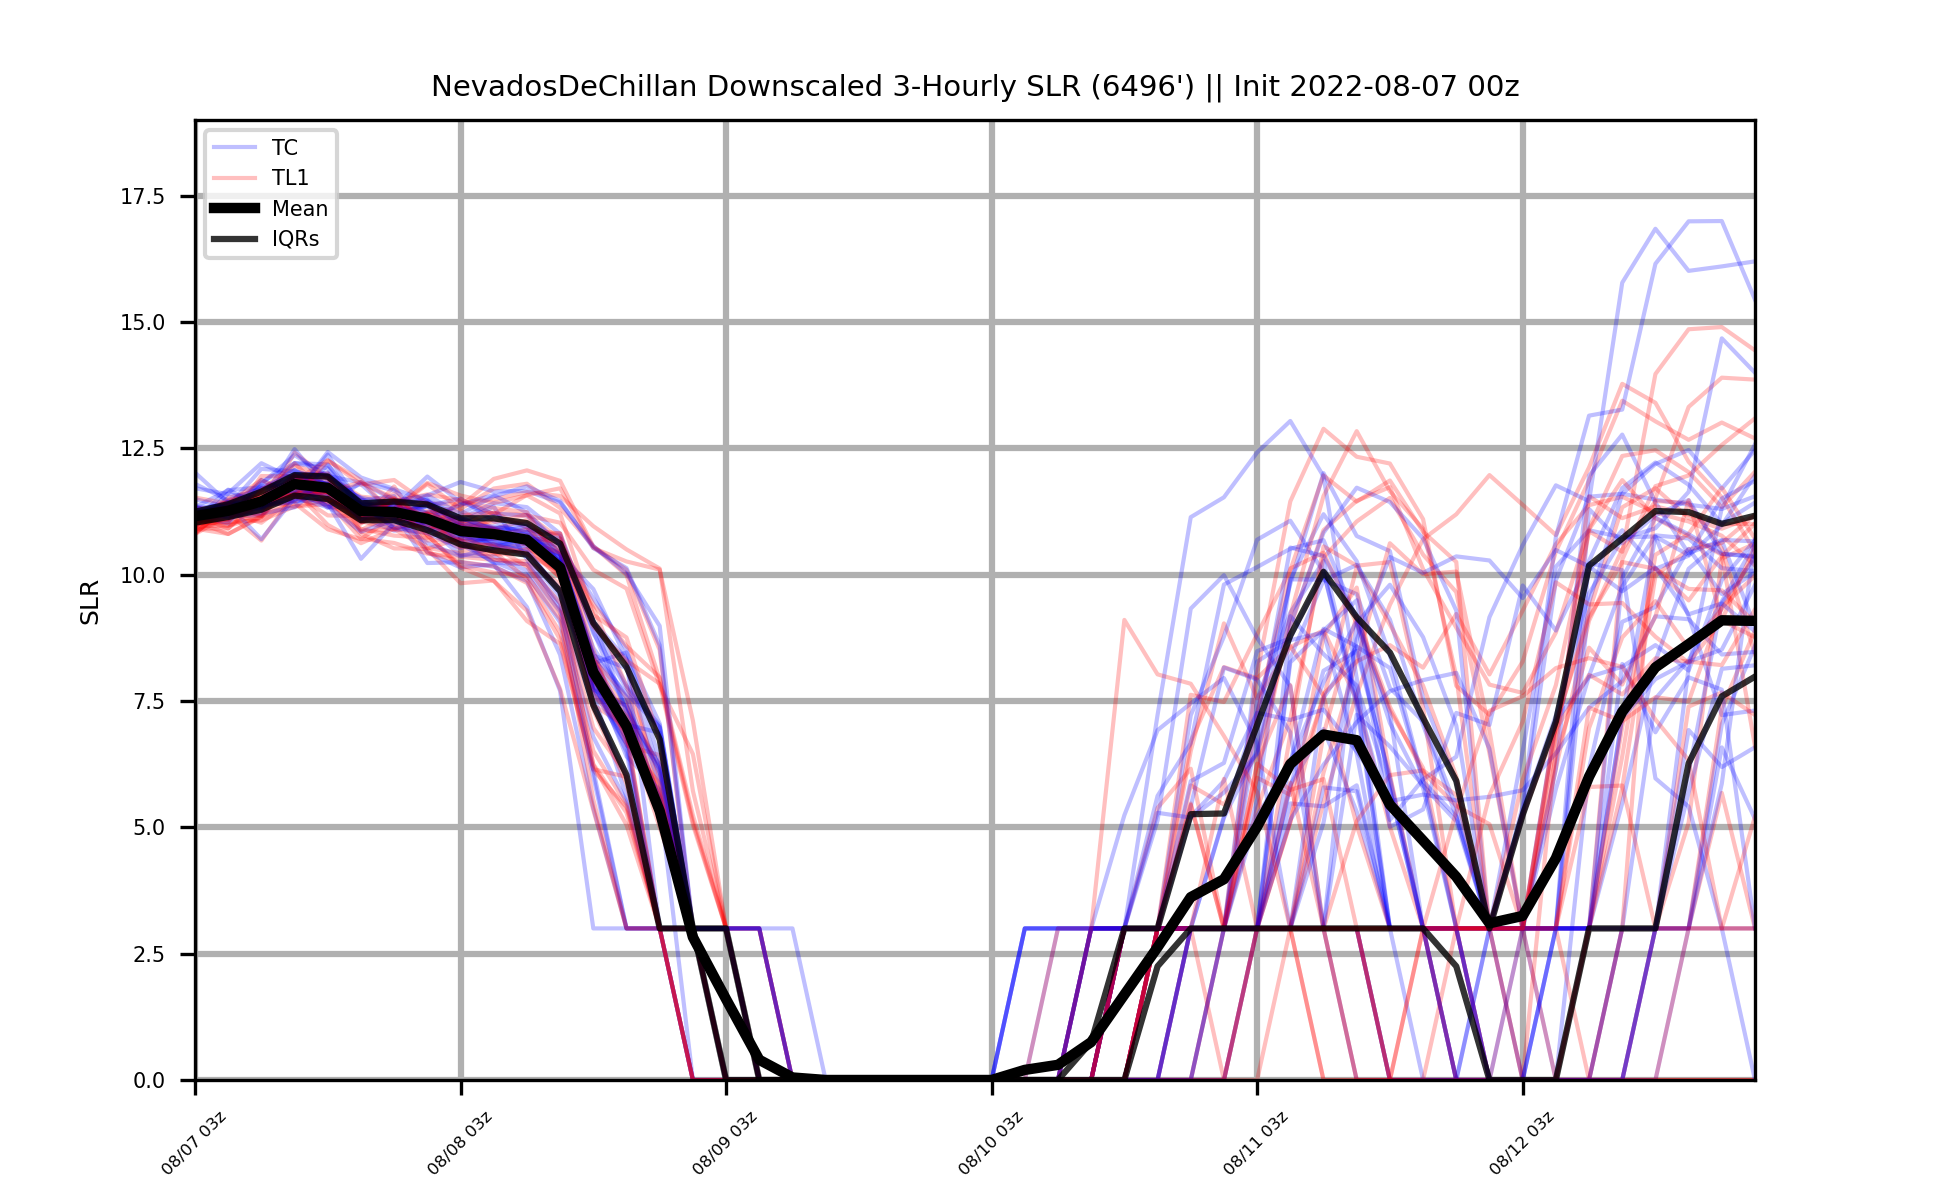 NevadosDeChillan Downscaled 3-Hourly SLR (6496') || Init 2022-08-07 00z
TC
TL1
Mean
IQRs
17.5
15.0
12.5
10.0
7.5
5.0
2.5
0.0
SLR
08/07 03z
08/08 03z
08/09 03z
08/10 03z
08/11 03z
08/12 03z